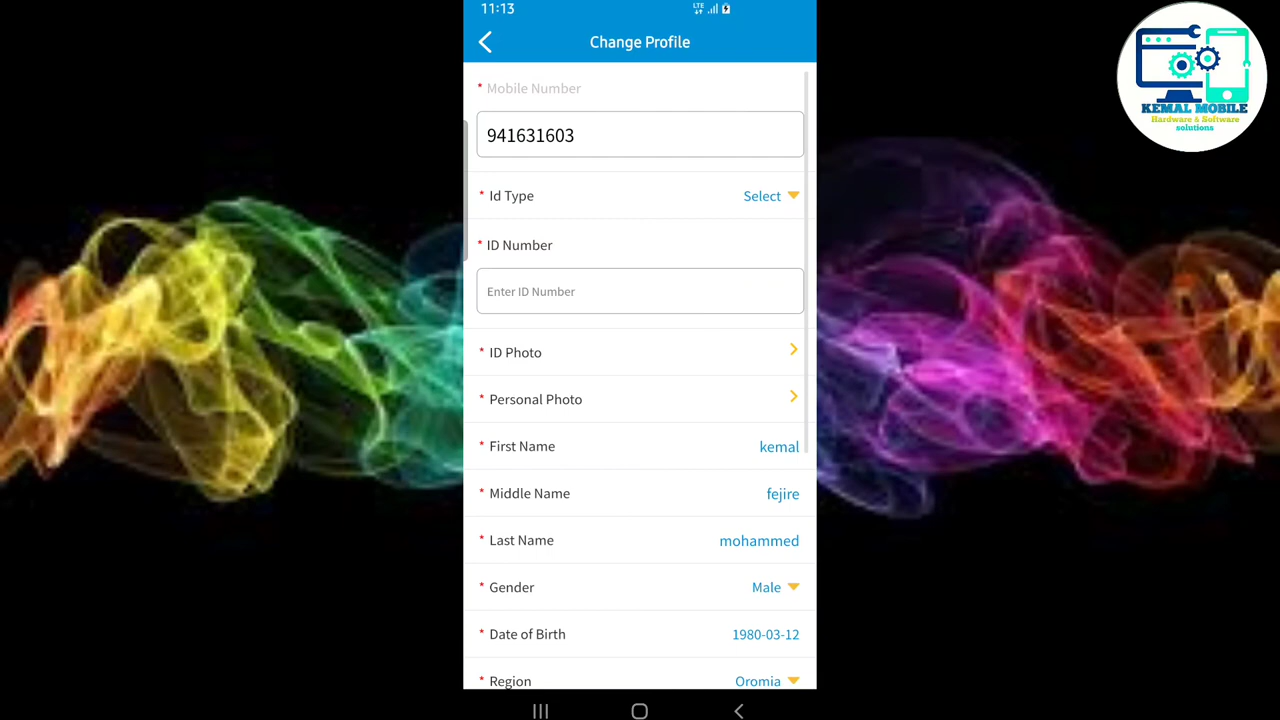 11:13
LTE
Change Profile
* Mobile Number
941631603
* Id Type Select
* ID Number
Enter ID Number
* ID Photo
* Personal Photo
* First Name kemal
* Middle Name fejire
* Last Name mohammed
* Gender Male
* Date of Birth 1980-03-12
* Region Oromia
KEMAL MOBILE
Hardware & Software
solutions